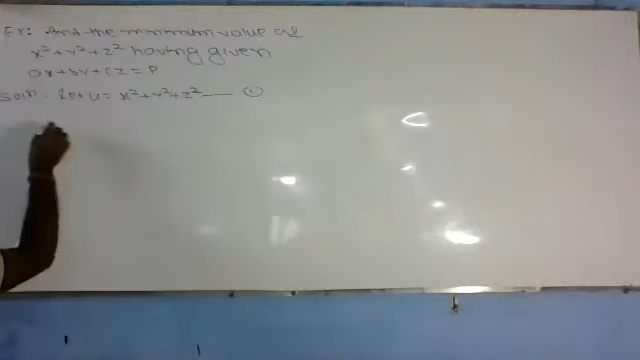 Ex: Find the minimum value of
x²+y²+z² having given
ax+by+cz=p
Soln:- Let u = x²+y²+z² —— ①